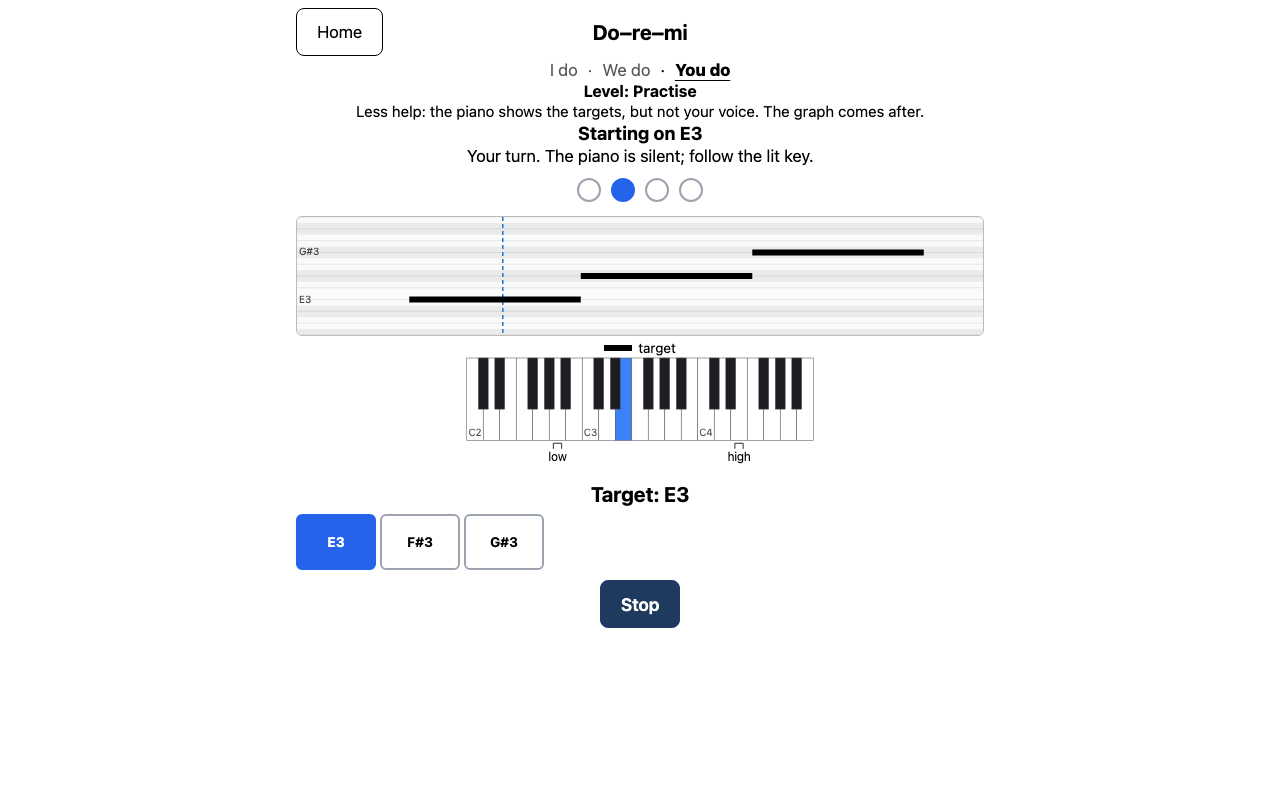 Home
Do–re–mi
I do · We do · You do
Level: Practise
Less help: the piano shows the targets, but not your voice. The graph comes after.
Starting on E3
Your turn. The piano is silent; follow the lit key.
G#3
E3
target
C2 C3 C4
low high
Target: E3
E3 F#3 G#3
Stop